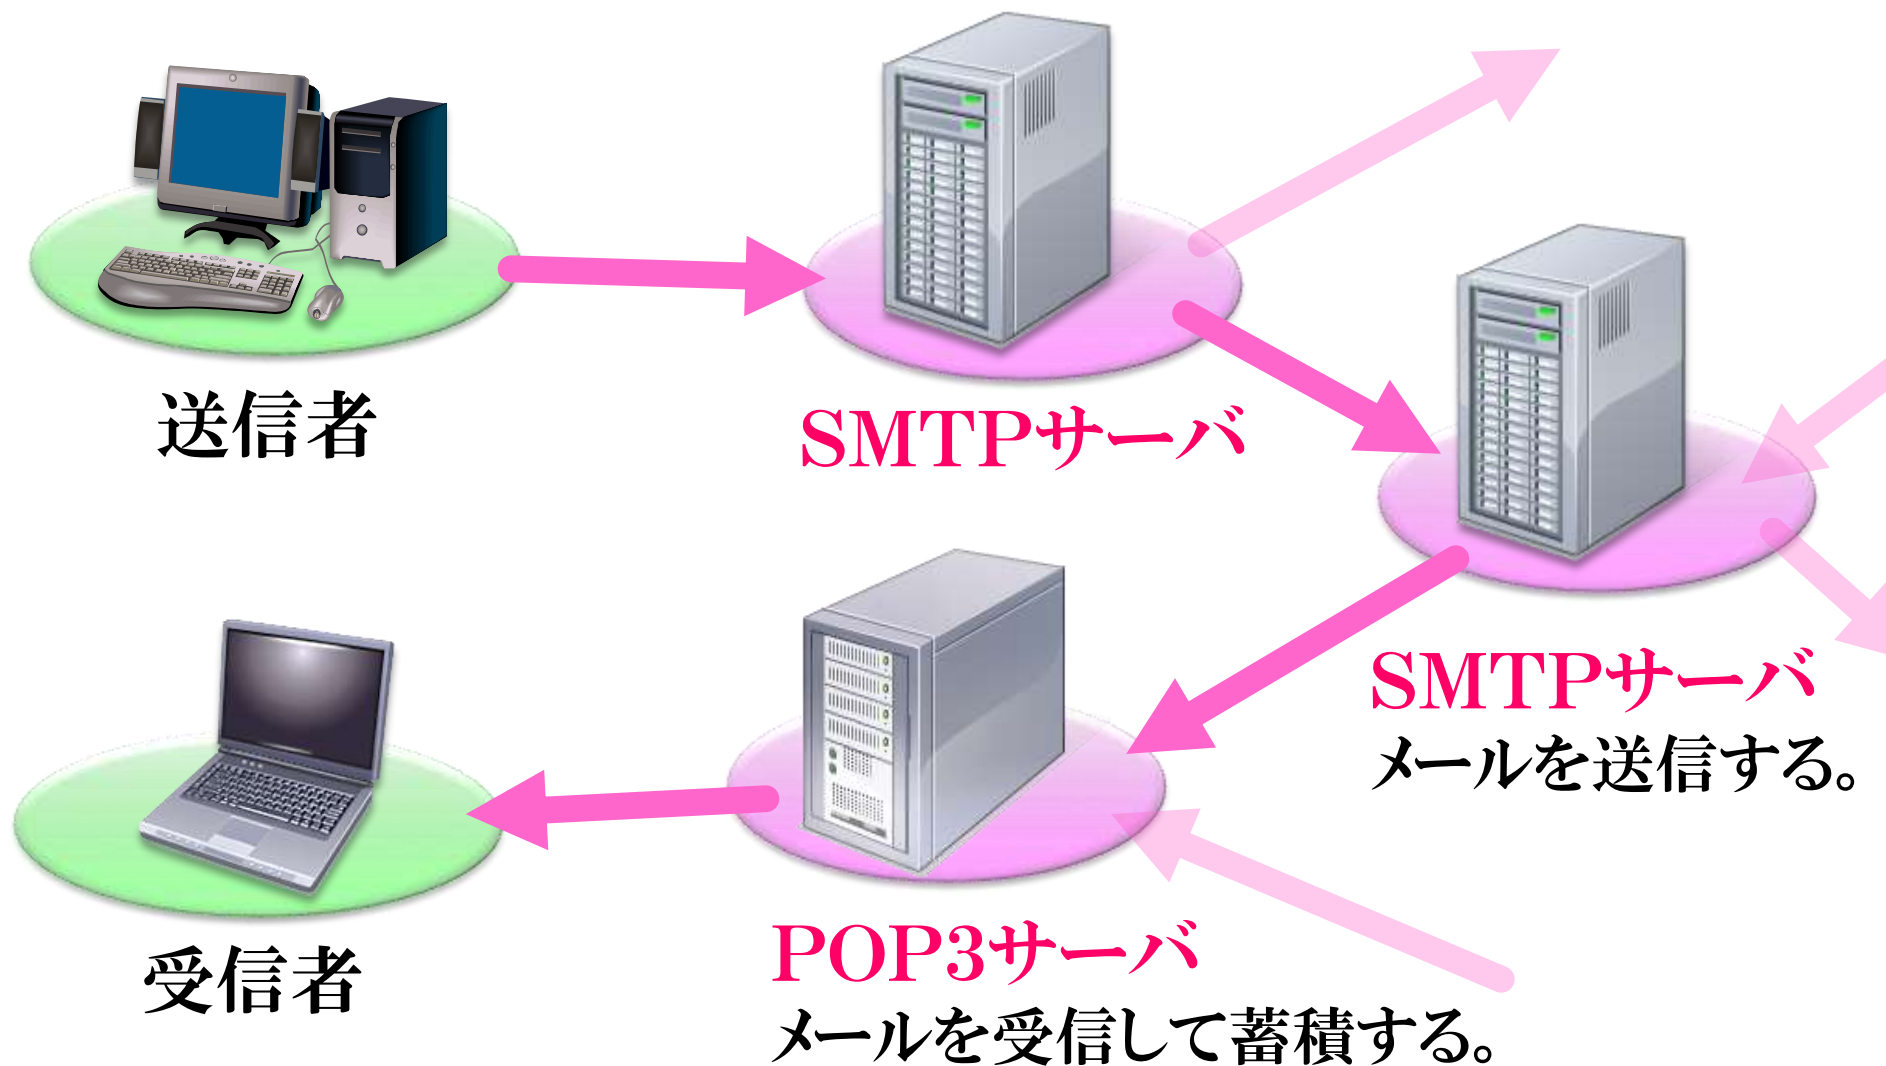 送信者
SMTPサーバ
SMTPサーバ
メールを送信する。
受信者
POP3サーバ
メールを受信して蓄積する。